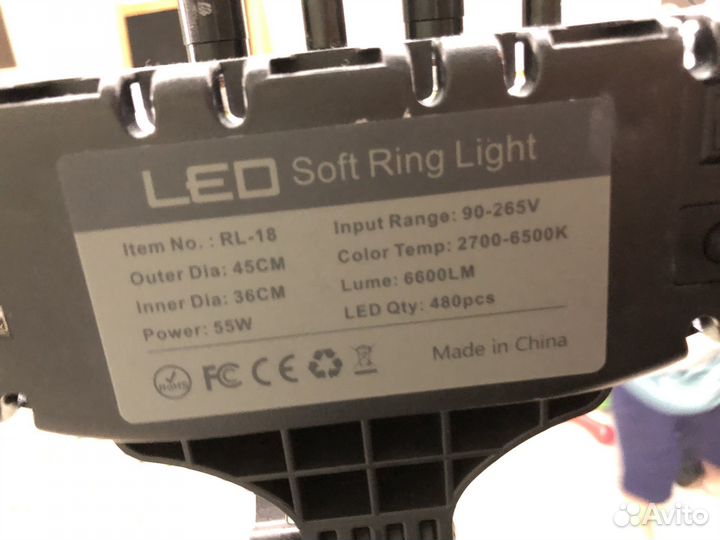 LED Soft Ring Light
Item No. : RL-18
Outer Dia: 45CM
Inner Dia: 36CM
Power: 55W
Input Range: 90-265V
Color Temp: 2700-6500K
Lume: 6600LM
LED Qty: 480pcs
RoHS FC CE
Made in China
Avito